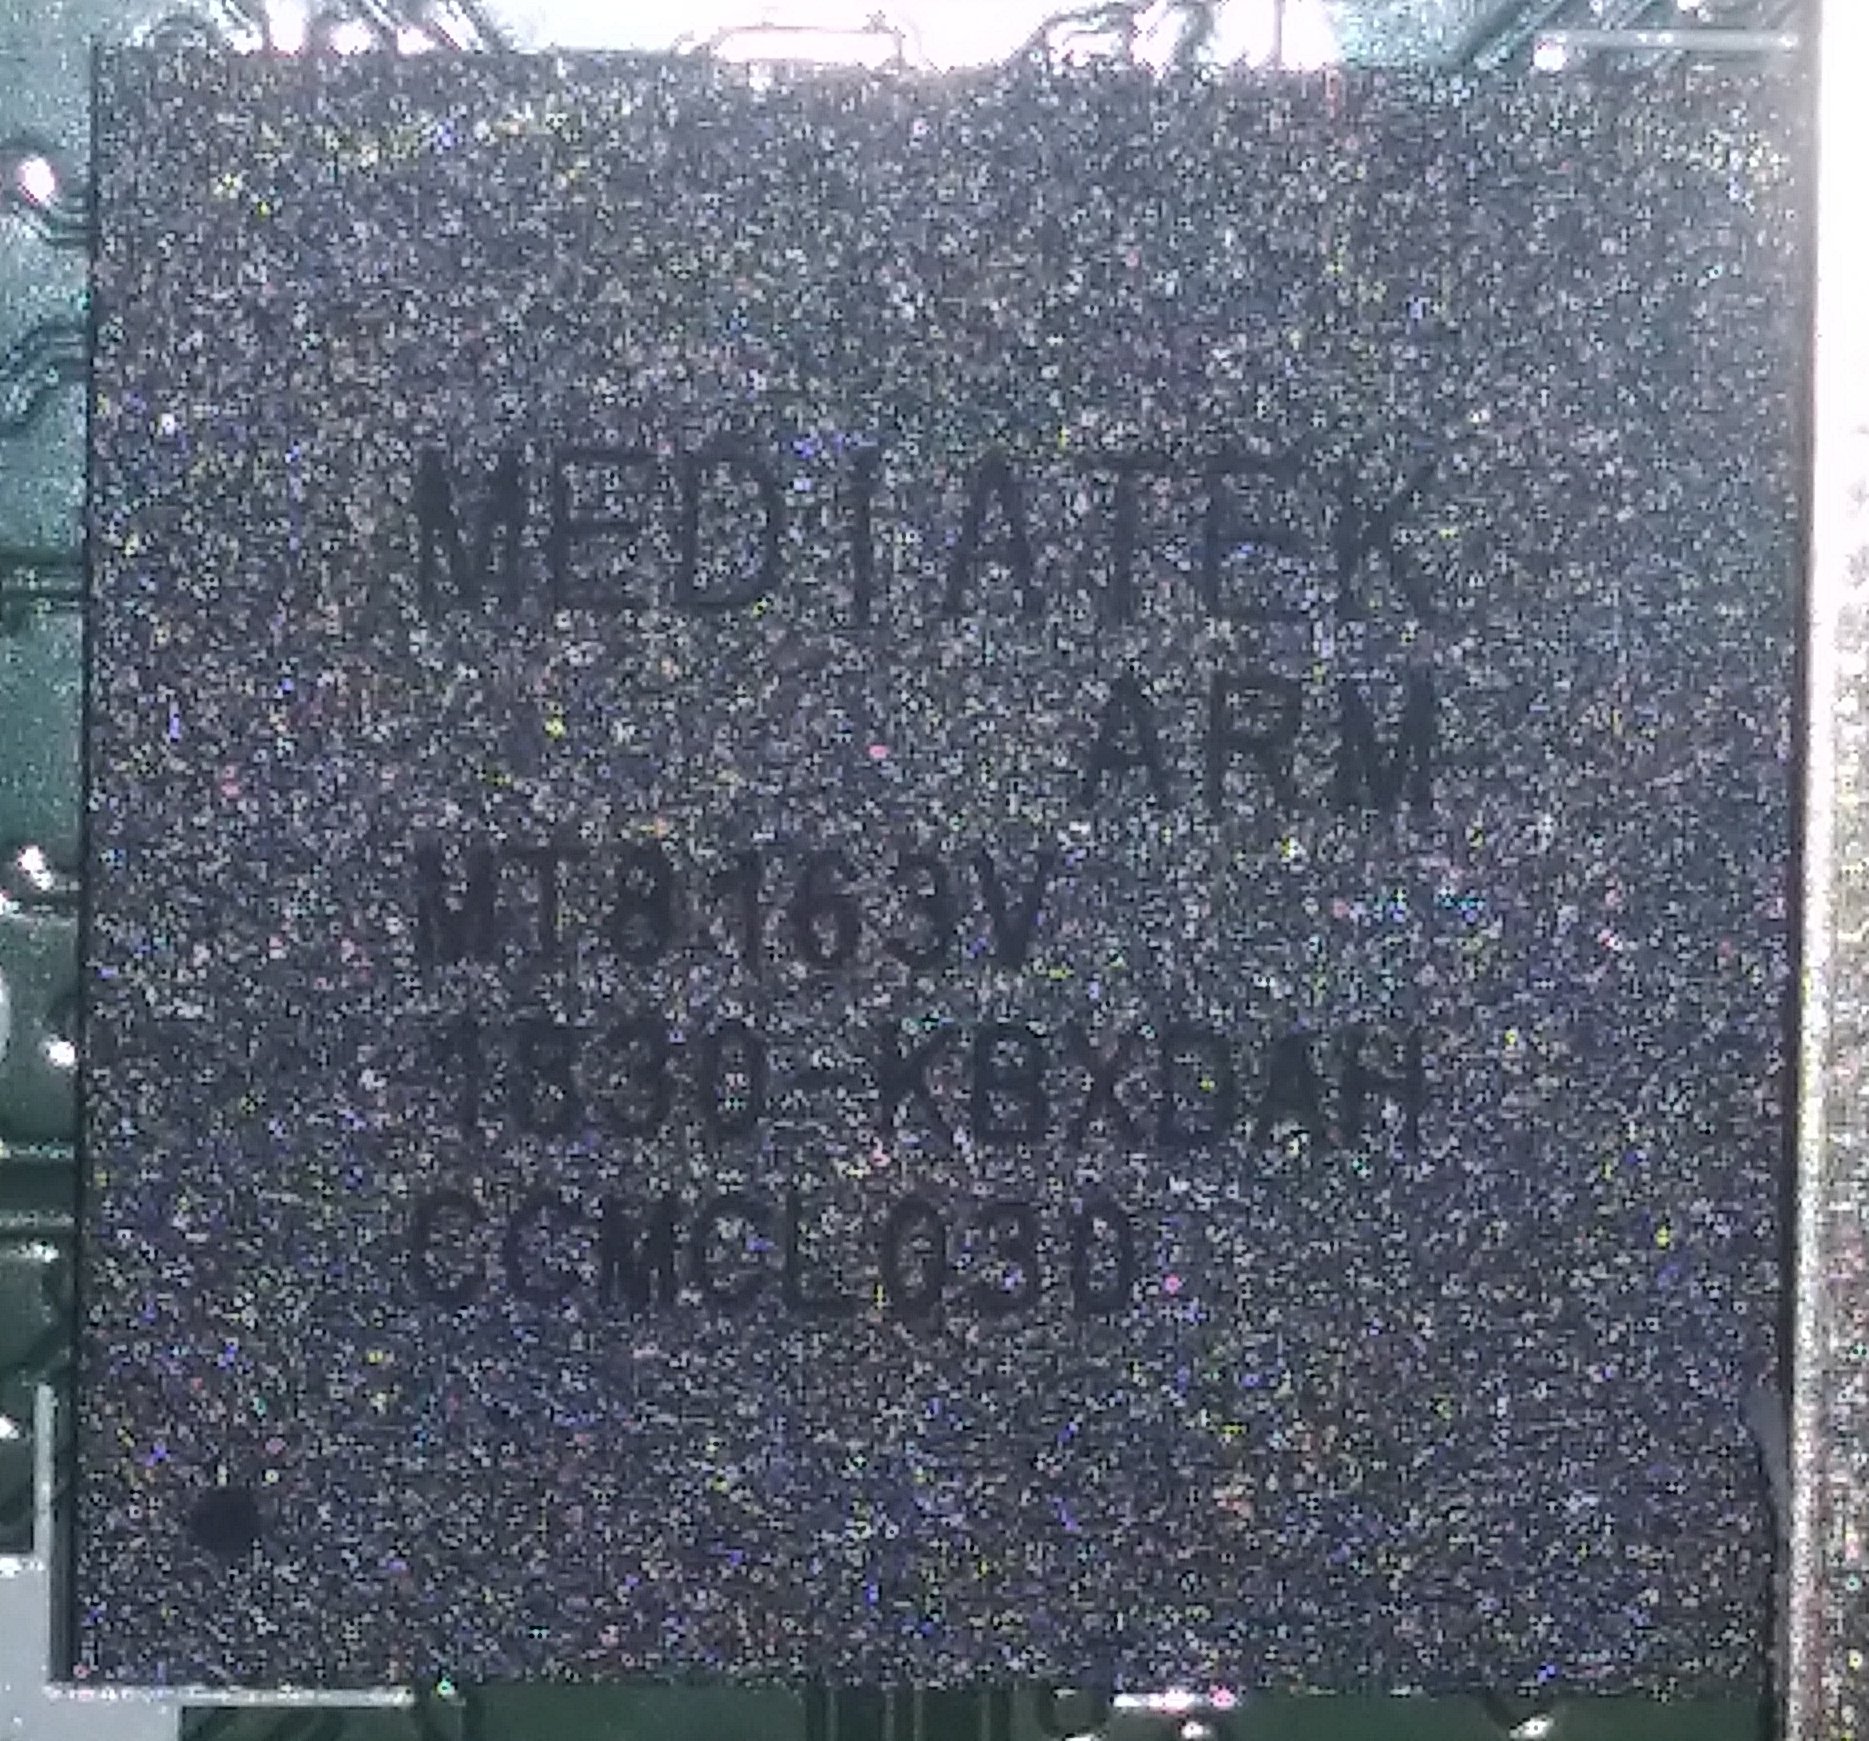 MEDIATEK
ARM
MT8163V
1830-KBXDAH
CCMCL03D